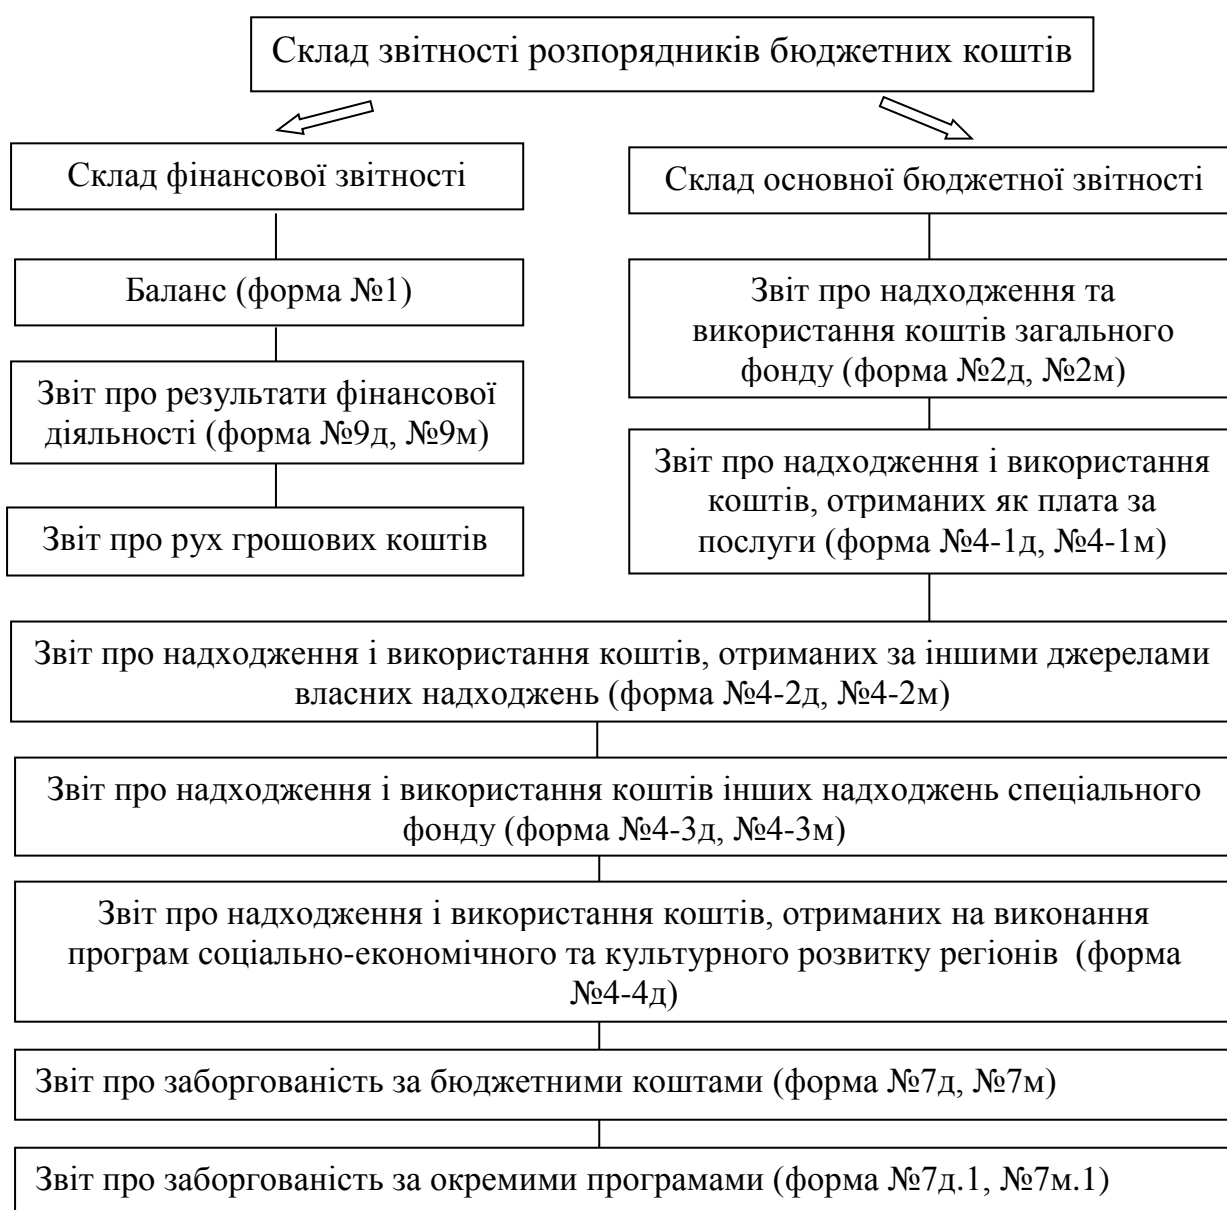 Склад звітності розпорядників бюджетних коштів
Склад фінансової звітності
Баланс (форма №1)
Звіт про результати фінансової
діяльності (форма №9д, №9м)
Звіт про рух грошових коштів
Склад основної бюджетної звітності
Звіт про надходження та
використання коштів загального
фонду (форма №2д, №2м)
Звіт про надходження і використання
коштів, отриманих як плата за
послуги (форма №4-1д, №4-1м)
Звіт про надходження і використання коштів, отриманих за іншими джерелами
власних надходжень (форма №4-2д, №4-2м)
Звіт про надходження і використання коштів інших надходжень спеціального
фонду (форма №4-3д, №4-3м)
Звіт про надходження і використання коштів, отриманих на виконання
програм соціально-економічного та культурного розвитку регіонів (форма
№4-4д)
Звіт про заборгованість за бюджетними коштами (форма №7д, №7м)
Звіт про заборгованість за окремими програмами (форма №7д.1, №7м.1)